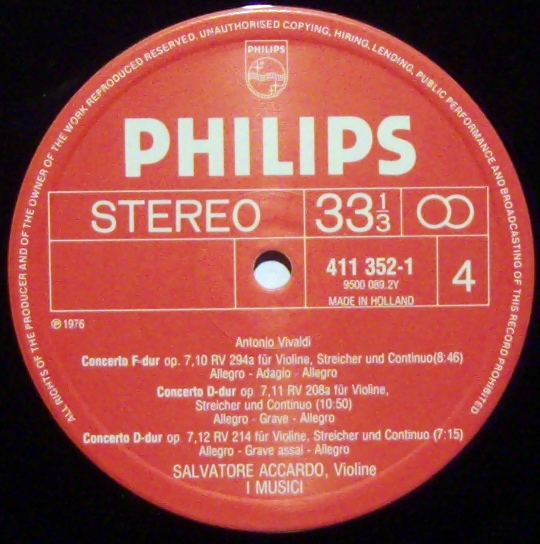 ALL RIGHTS OF THE PRODUCER AND OF THE OWNER OF THE WORK REPRODUCED RESERVED. UNAUTHORISED COPYING, HIRING, LENDING, PUBLIC PERFORMANCE AND BROADCASTING OF THIS RECORD PROHIBITED
PHILIPS
PHILIPS
STEREO 33 1/3
411 352-1
9500 089.2Y
MADE IN HOLLAND
4
℗ 1976
Antonio Vivaldi
Concerto F-dur op. 7,10 RV 294a für Violine, Streicher und Continuo(8:46)
Allegro - Adagio - Allegro
Concerto D-dur op 7,11 RV 208a für Violine,
Streicher und Continuo (10:50)
Allegro - Grave - Allegro
Concerto D-dur op 7,12 RV 214 für Violine, Streicher und Continuo (7:15)
Allegro - Grave assai - Allegro
SALVATORE ACCARDO, Violine
I MUSICI